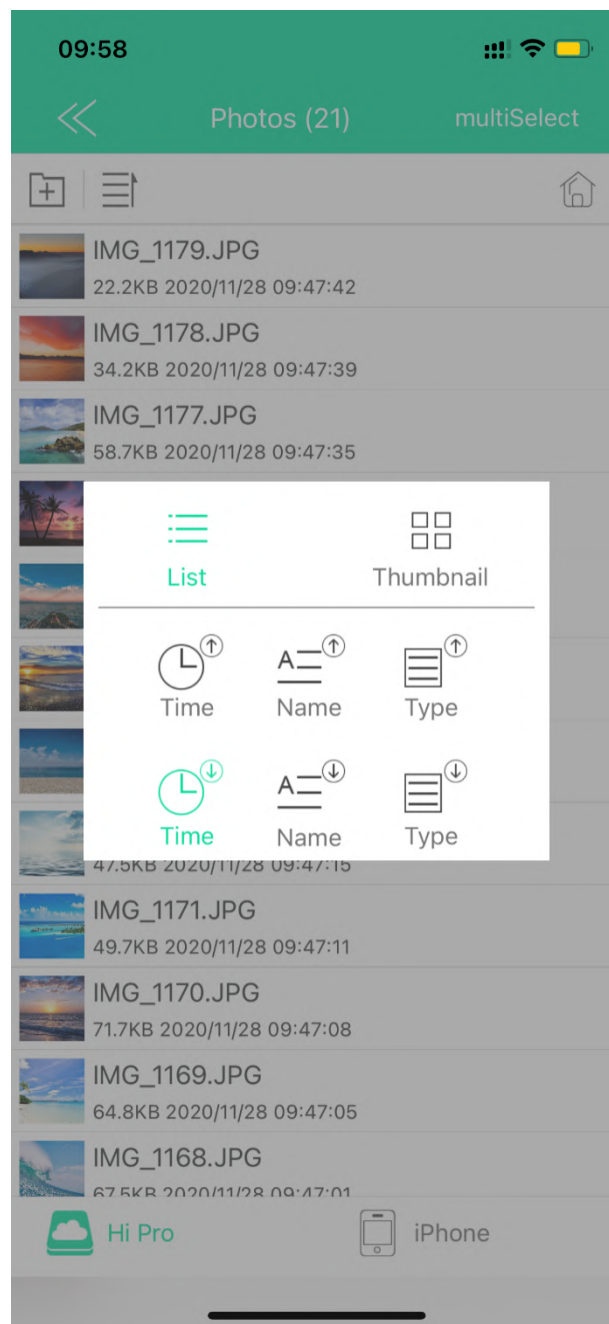 09:58
Photos (21)
multiSelect
IMG_1179.JPG
22.2KB 2020/11/28 09:47:42
IMG_1178.JPG
34.2KB 2020/11/28 09:47:39
IMG_1177.JPG
58.7KB 2020/11/28 09:47:35
List
Thumbnail
A
Time
Name
Type
A
Time
Name
Type
47.5KB 2020/11/28 09:47:15
IMG_1171.JPG
49.7KB 2020/11/28 09:47:11
IMG_1170.JPG
71.7KB 2020/11/28 09:47:08
IMG_1169.JPG
64.8KB 2020/11/28 09:47:05
IMG_1168.JPG
67.5KB 2020/11/28 09:47:01
Hi Pro
iPhone